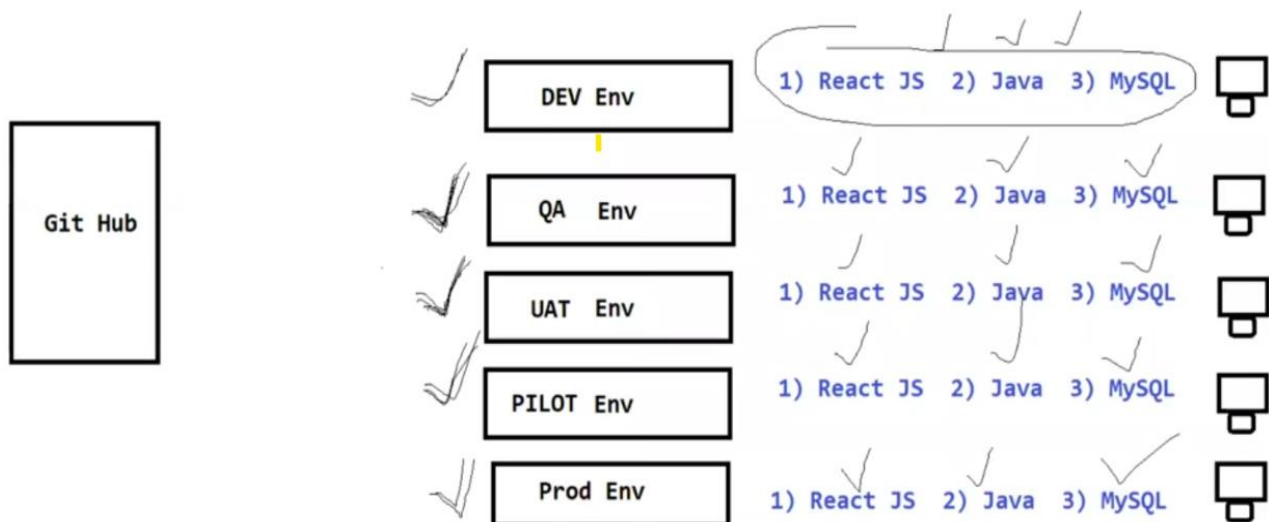 Git Hub
DEV Env
1) React JS 2) Java 3) MySQL
QA Env
1) React JS 2) Java 3) MySQL
UAT Env
1) React JS 2) Java 3) MySQL
PILOT Env
1) React JS 2) Java 3) MySQL
Prod Env
1) React JS 2) Java 3) MySQL